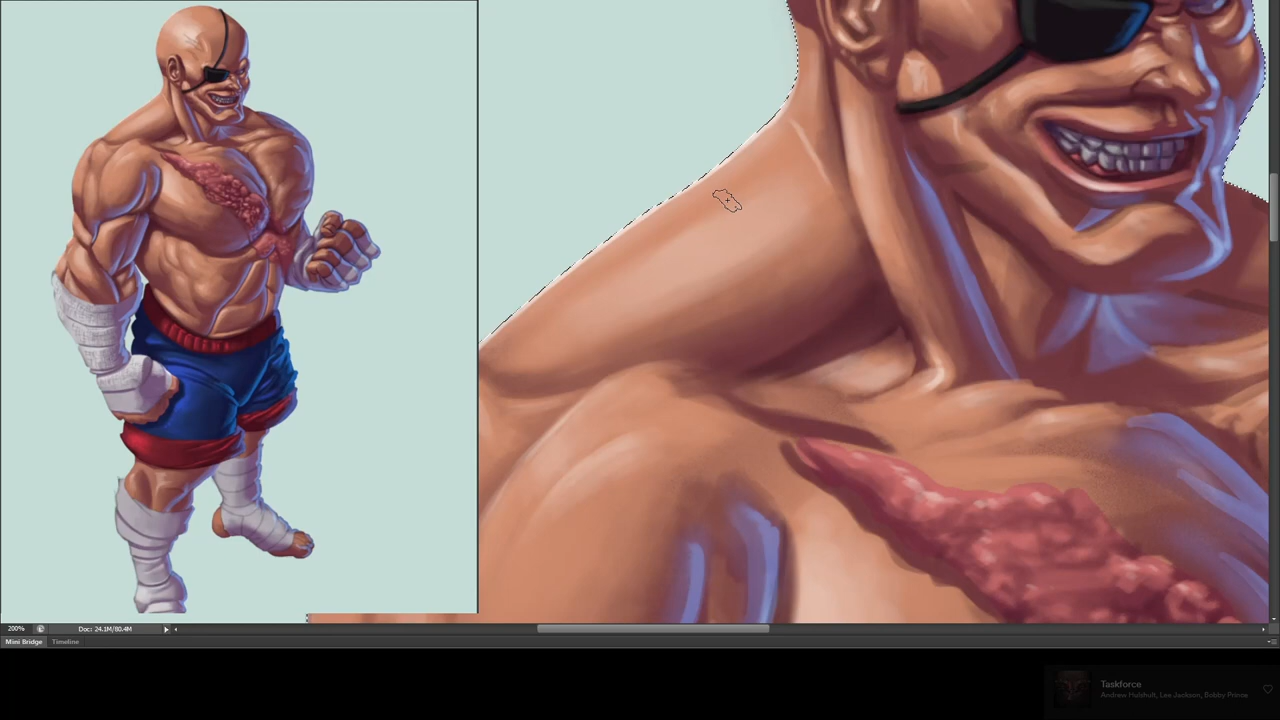 200%
Doc: 24.1M/80.4M
Mini Bridge
Timeline
Taskforce
Andrew Hulshult, Lee Jackson, Bobby Prince